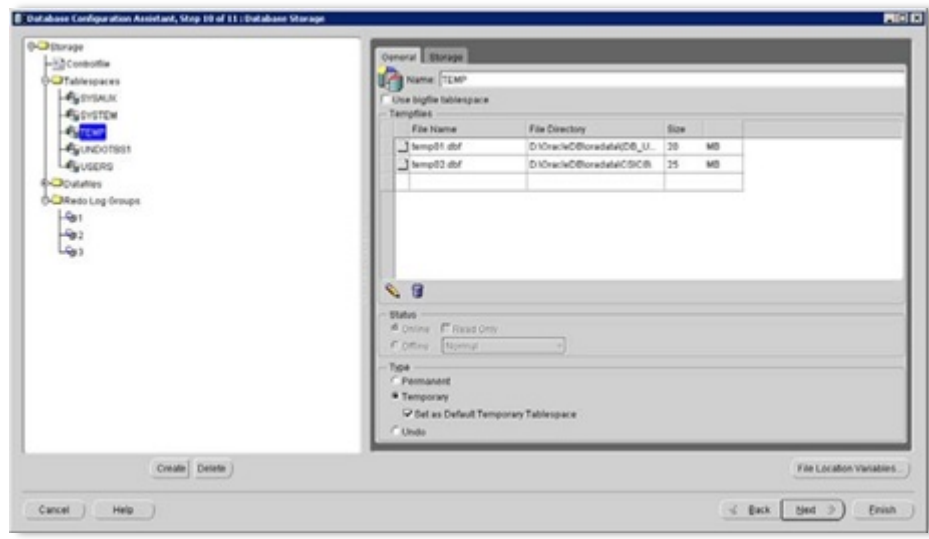 Database Configuration Assistant, Step 10 of 11 : Database Storage
Storage
Controlfile
Tablespaces
SYSAUX
SYSTEM
TEMP
UNDOTBS1
USERS
Datafiles
Redo Log Groups
1
2
3
Create Delete
General Storage
Name: TEMP
Use bigfile tablespace
Tempfiles
File Name File Directory Size
temp01.dbf D:\OracleDB\oradata\{DB_U... 20 MB
temp02.dbf 25 MB
Status
Online Read Only
Offline Normal
Type
Permanent
Temporary
Set as Default Temporary Tablespace
Undo
File Location Variables...
Cancel Help Back Next Finish